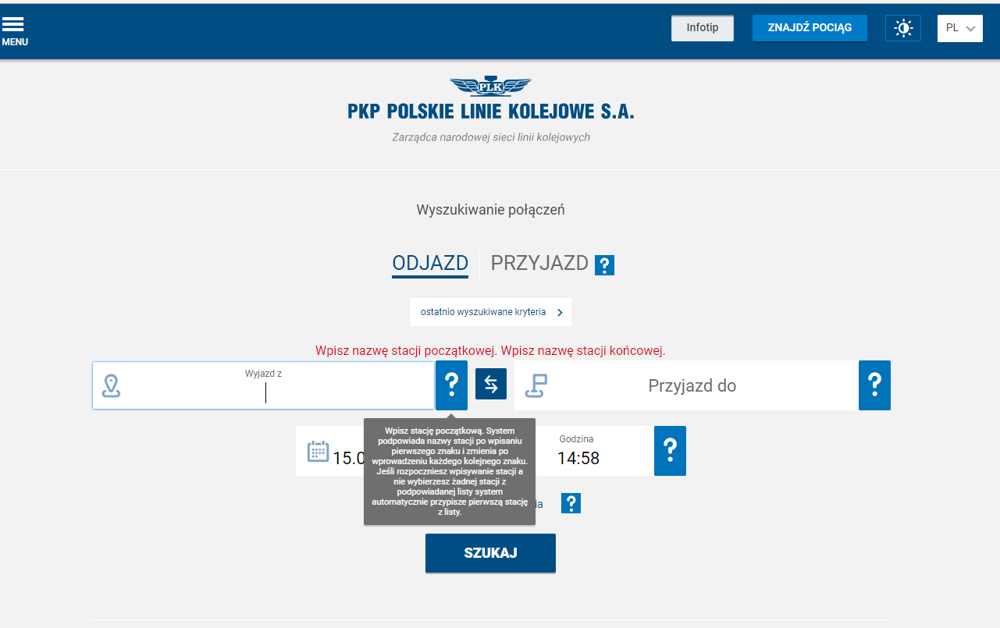 MENU
Infotip
ZNAJDŹ POCIĄG
PL
PLK
PKP POLSKIE LINIE KOLEJOWE S.A.
Zarządca narodowej sieci linii kolejowych
Wyszukiwanie połączeń
ODJAZD
PRZYJAZD ?
ostatnio wyszukiwane kryteria
Wpisz nazwę stacji początkowej. Wpisz nazwę stacji końcowej.
Wyjazd z
?
Przyjazd do
?
Wpisz stację początkową. System
podpowiada nazwy stacji po wpisaniu
pierwszego znaku i zmienia po
wprowadzeniu każdego kolejnego znaku.
Jeśli rozpoczniesz wpisywanie stacji a
nie wybierzesz żadnej stacji z
podpowiadanej listy system
automatycznie przypisze pierwszą stację
z listy.
15.0
Godzina
14:58
?
ia
?
SZUKAJ